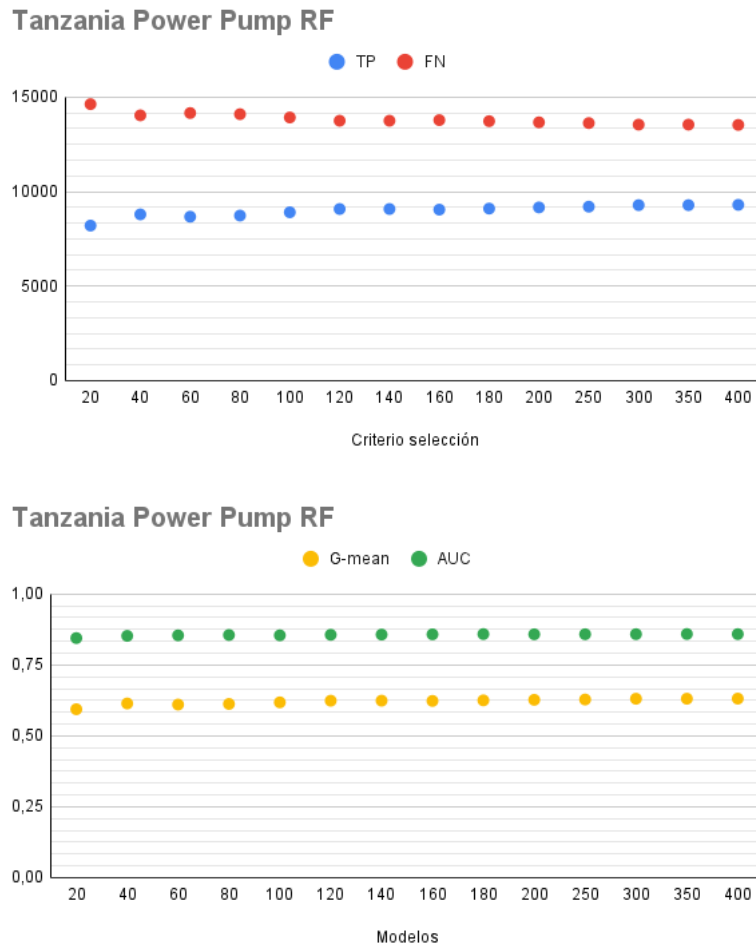 Tanzania Power Pump RF
TP FN
15000
10000
5000
0
20 40 60 80 100 120 140 160 180 200 250 300 350 400
Criterio selección
Tanzania Power Pump RF
G-mean AUC
1,00
0,75
0,50
0,25
0,00
20 40 60 80 100 120 140 160 180 200 250 300 350 400
Modelos